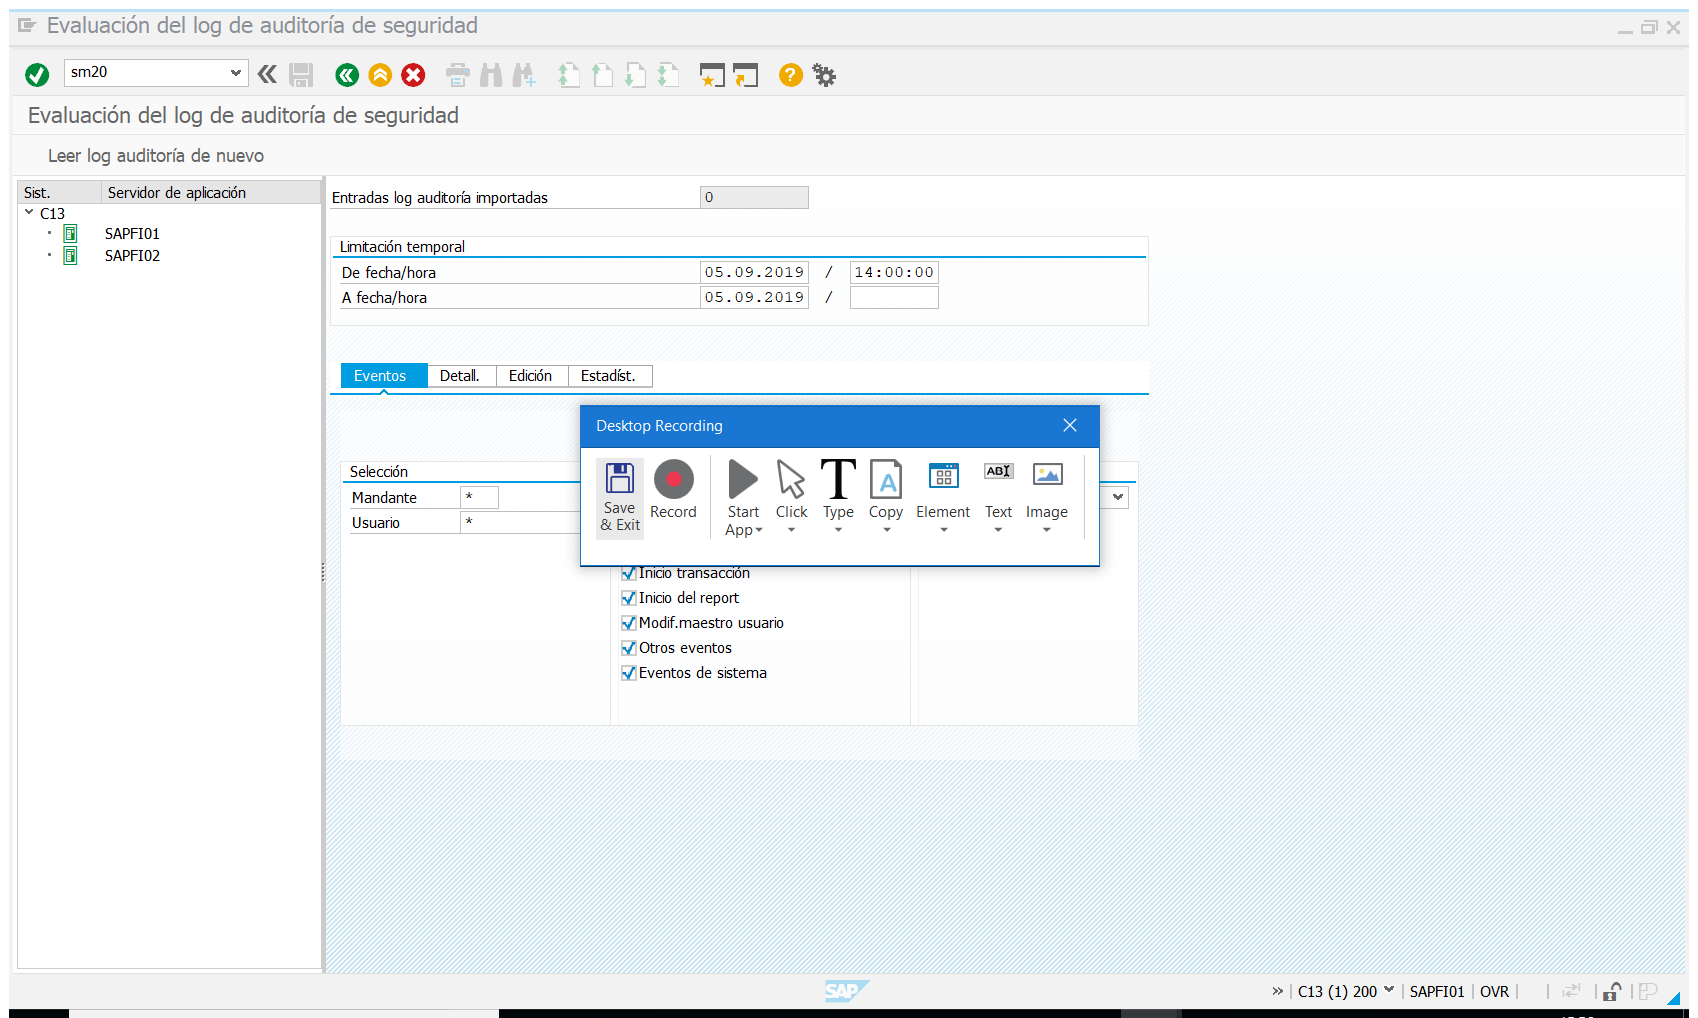 Evaluación del log de auditoría de seguridad
sm20
Evaluación del log de auditoría de seguridad
Leer log auditoría de nuevo
Sist. Servidor de aplicación
C13
SAPFI01
SAPFI02
Entradas log auditoría importadas 0
Limitación temporal
De fecha/hora 05.09.2019 / 14:00:00
A fecha/hora 05.09.2019 /
Eventos Detall. Edición Estadíst.
Desktop Recording
Save & Exit Record Start App Click Type Copy Element Text Image
Selección
Mandante *
Usuario *
Inicio transacción
Inicio del report
Modif.maestro usuario
Otros eventos
Eventos de sistema
SAP
C13 (1) 200 SAPFI01 OVR